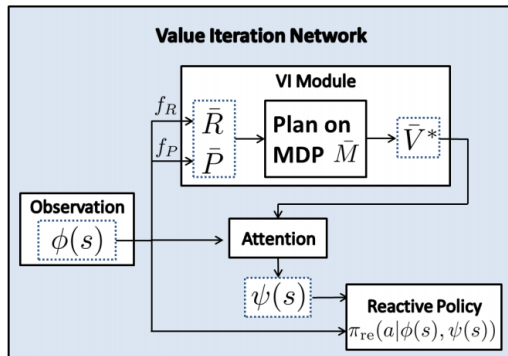 Value Iteration Network
VI Module
f_R
R̄
f_P
P̄
Plan on
MDP M̄
V̄*
Observation
ϕ(s)
Attention
ψ(s)
Reactive Policy
π_re(a|ϕ(s), ψ(s))